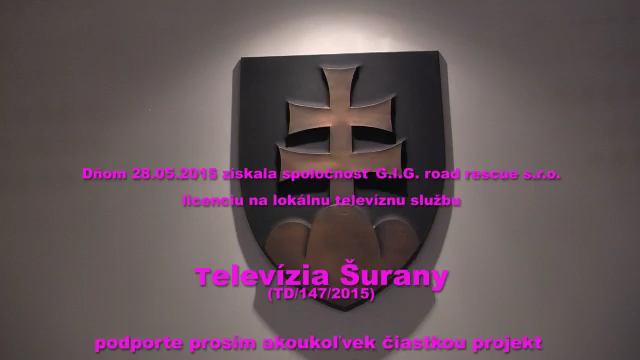 Dňom 28.05.2015 získala spoločnosť G.I.G. road rescue s.r.o.
licenciu na lokálnu televíznu službu
Televízia Šurany
(TD/147/2015)
podporte prosím akoukoľvek čiastkou projekt